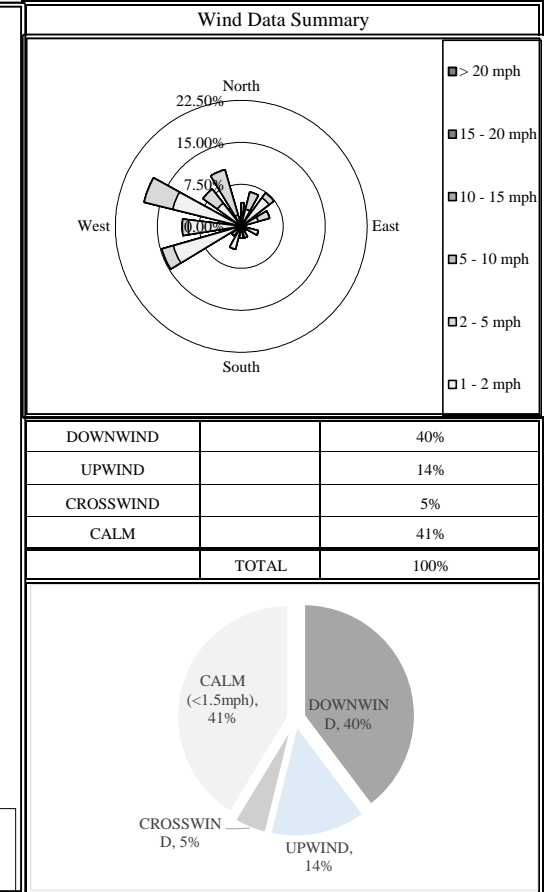 Wind Data Summary
North
22.50%
15.00%
7.50%
0.00%
West
East
South
> 20 mph
15 - 20 mph
10 - 15 mph
5 - 10 mph
2 - 5 mph
1 - 2 mph
DOWNWIND 40%
UPWIND 14%
CROSSWIND 5%
CALM 41%
TOTAL 100%
CALM
(<1.5mph),
41%
DOWNWIN
D, 40%
CROSSWIN
D, 5%
UPWIND,
14%